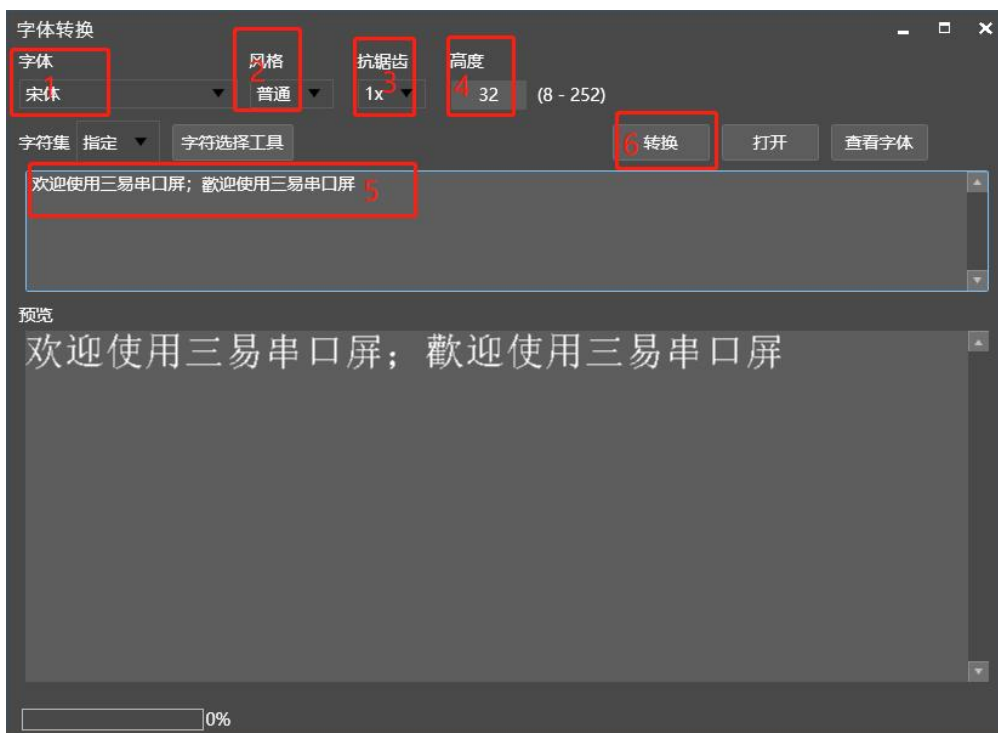 字体转换
字体 风格 抗锯齿 高度
1 2 3 4
宋体 普通 1x 32 (8 - 252)
字符集 指定 字符选择工具 6 转换 打开 查看字体
欢迎使用三易串口屏；歡迎使用三易串口屏 5
预览
欢迎使用三易串口屏；歡迎使用三易串口屏
0%